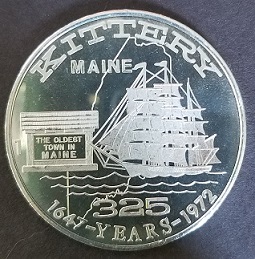 KITTERY
MAINE
THE OLDEST
TOWN IN
MAINE
325
1647-YEARS-1972